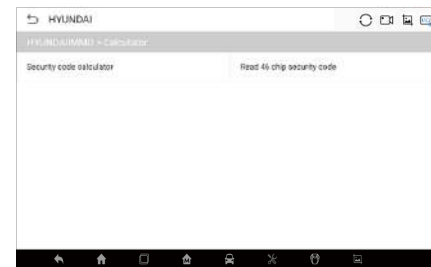 HYUNDAI
HYUNDAI/IMMO > Calculator
Security code calculator
Read 46 chip security code